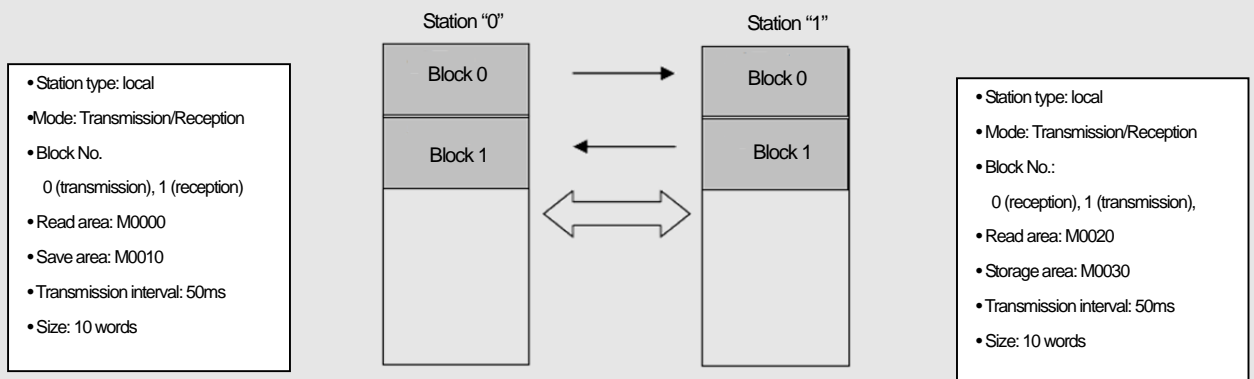 Station “0”
Station “1”
• Station type: local
•Mode: Transmission/Reception
• Block No.
0 (transmission), 1 (reception)
• Read area: M0000
• Save area: M0010
• Transmission interval: 50ms
• Size: 10 words
Block 0
Block 1
Block 0
Block 1
• Station type: local
• Mode: Transmission/Reception
• Block No.:
0 (reception), 1 (transmission),
• Read area: M0020
• Storage area: M0030
• Transmission interval: 50ms
• Size: 10 words